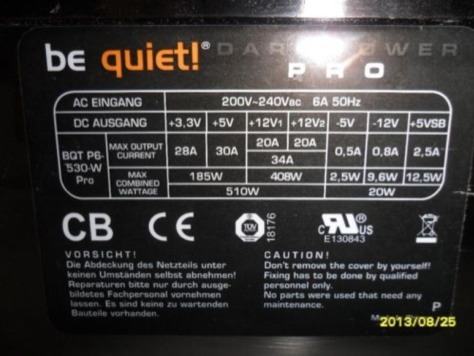 be quiet!® DARK POWER
PRO
AC EINGANG 200V~240VAC 6A 50Hz
DC AUSGANG +3,3V +5V +12V1 +12V2 -5V -12V +5VSB
BQT P6-530-W Pro MAX OUTPUT CURRENT 28A 30A 20A 20A 0,5A 0,8A 2,5A
34A
MAX COMBINED WATTAGE 185W 408W 2,5W 9,6W 12,5W
510W 20W
CB CE TÜV 18176 c RU US
E130843
VORSICHT!
Die Abdeckung des Netzteils unter
keinen Umständen selbst abnehmen!
Reparaturen bitte nur durch ausge-
bildetes Fachpersonal vornehmen
lassen. Es sind keine zu wartenden
Bauteile vorhanden.
CAUTION!
Don't remove the cover by yourself!
Fixing has to be done by qualified
personnel only.
No parts were used that need any
maintenance.
P
2013/08/25